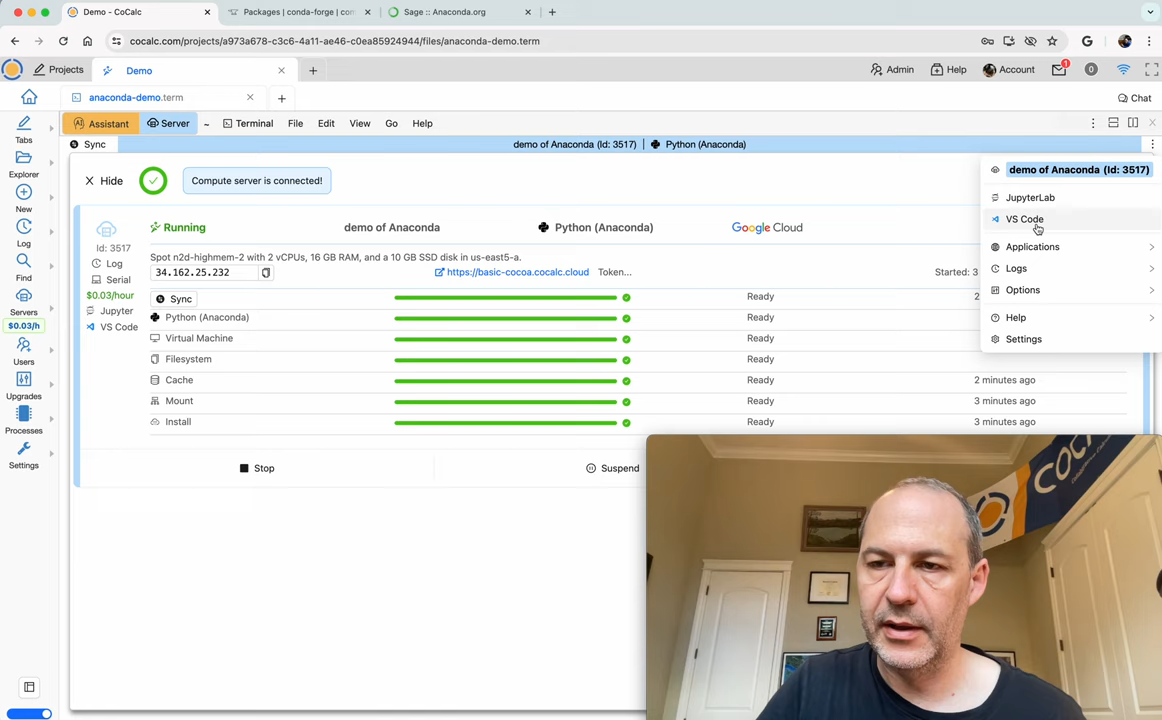 Demo - CoCalc
Packages | conda-forge | con
Sage :: Anaconda.org
cocalc.com/projects/a973a678-c3c6-4a11-ae46-c0ea85924944/files/anaconda-demo.term
Projects
Demo
Admin
Help
Account
1
0
anaconda-demo.term
Chat
Tabs
Explorer
New
Log
Find
Servers
$0.03/h
Users
Upgrades
Processes
Settings
Assistant
Server
Terminal
File
Edit
View
Go
Help
Sync
demo of Anaconda (Id: 3517)
Python (Anaconda)
Hide
Compute server is connected!
Id: 3517
Log
Serial
$0.03/hour
Jupyter
VS Code
Running
demo of Anaconda
Python (Anaconda)
Google Cloud
Spot n2d-highmem-2 with 2 vCPUs, 16 GB RAM, and a 10 GB SSD disk in us-east5-a.
34.162.25.232
https://basic-cocoa.cocalc.cloud
Token...
Started: 3
Sync
Ready
2
Python (Anaconda)
Ready
Virtual Machine
Ready
Filesystem
Ready
Cache
Ready
2 minutes ago
Mount
Ready
3 minutes ago
Install
Ready
3 minutes ago
Stop
Suspend
demo of Anaconda (Id: 3517)
JupyterLab
VS Code
Applications
Logs
Options
Help
Settings